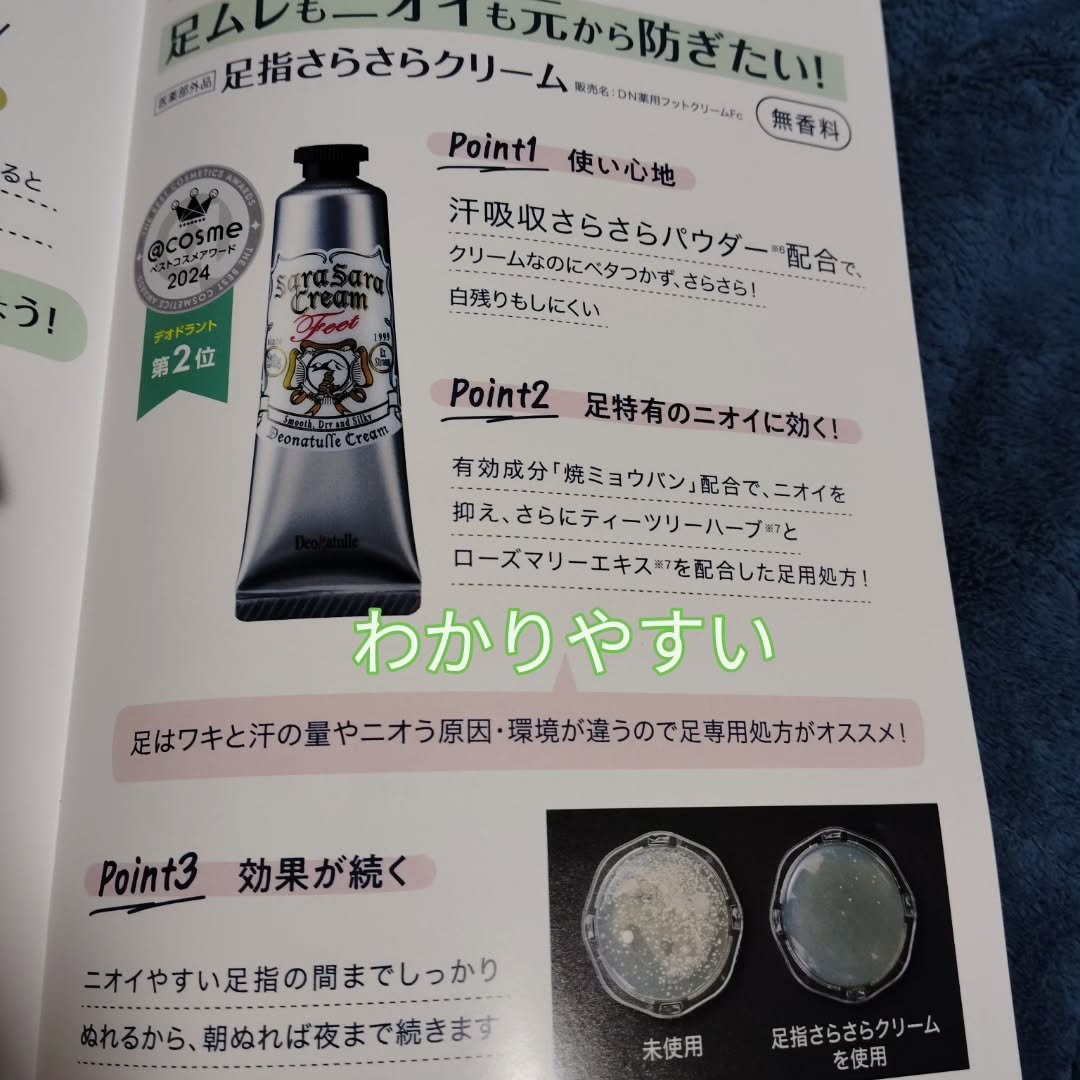 足ムレもニオイも元から防ぎたい!
医薬部外品 足指さらさらクリーム 販売名:DN薬用フットクリームFc
無香料
ると
Point1 使い心地
汗吸収さらさらパウダー※6配合で、
クリームなのにベタつかず、さらさら!
白残りもしにくい
THE BEST COSMETICS AWARDS
@cosme
ベストコスメアワード
2024
THE BEST COSMETICS AWARDS
デオドラント
第2位
よう!
SaraSara
Cream
Feet
1999
Smooth, Dry and Silky
Deonatulle Cream
Deonatulle
Point2 足特有のニオイに効く!
有効成分「焼ミョウバン」配合で、ニオイを
抑え、さらにティーツリーハーブ※7と
ローズマリーエキス※7を配合した足用処方!
わかりやすい
足はワキと汗の量やニオう原因・環境が違うので足専用処方がオススメ!
Point3 効果が続く
ニオイやすい足指の間までしっかり
ぬれるから、朝ぬれば夜まで続きます
未使用
足指さらさらクリーム
を使用